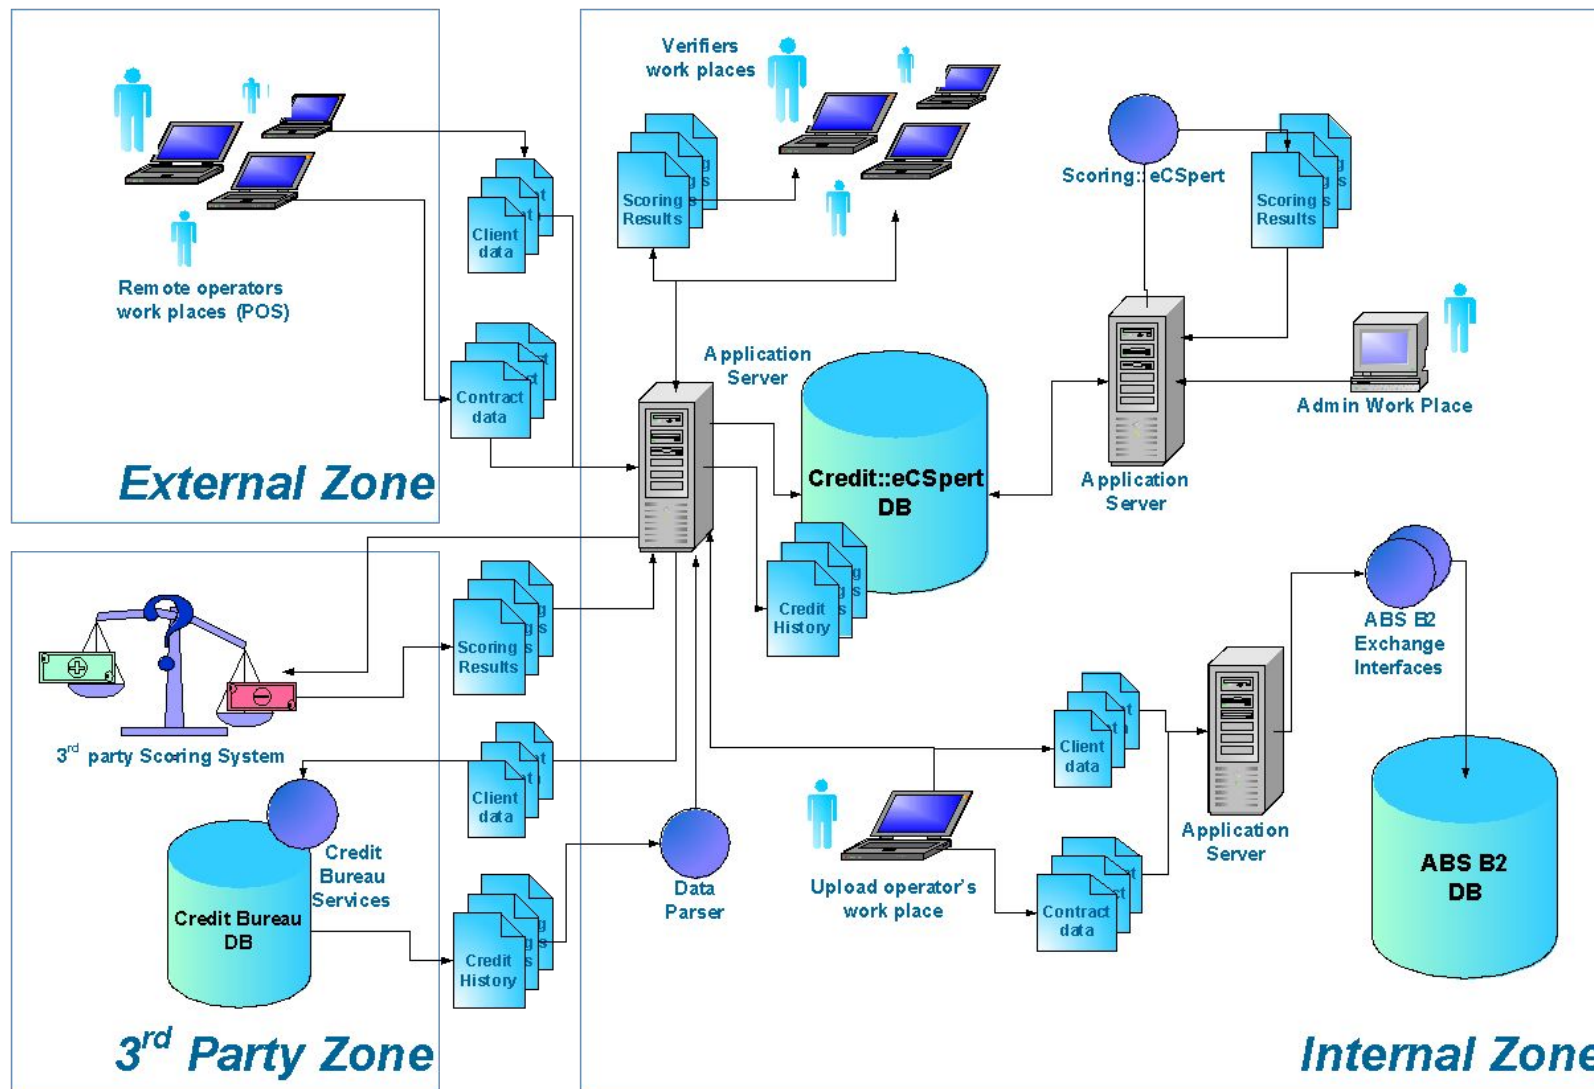 Verifiers
work places
Remote operators
work places (POS)
Client
data
Contract
data
External Zone
Scoring
Results
g
s
Scoring::eCSpert
Scoring
Results
g
s
Application
Server
Credit::eCSpert
DB
Credit
History
g
s
Application
Server
Admin Work Place
3rd party Scoring System
Scoring
Results
g
g s
s
Client
data
Credit
Bureau
Services
Credit Bureau
DB
Credit
History
g
g s
s
3rd Party Zone
Data
Parser
Upload operator's
work place
Client
data
Contract
data
Application
Server
ABS B2
Exchange
Interfaces
ABS B2
DB
Internal Zone